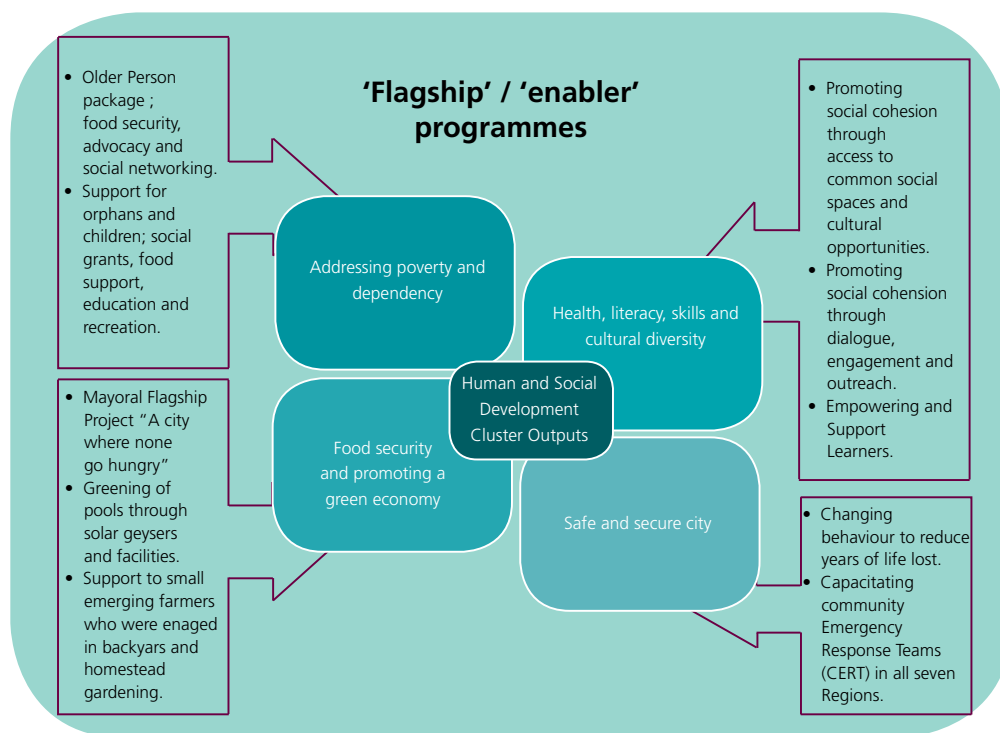 ‘Flagship’ / ‘enabler’
programmes
• Older Person
package ;
food security,
advocacy and
social networking.
• Support for
orphans and
children; social
grants, food
support,
education and
recreation.
Addressing poverty and
dependency
• Promoting
social cohesion
through
access to
common social
spaces and
cultural
opportunities.
• Promoting
social cohension
through
dialogue,
engagement and
outreach.
• Empowering and
Support
Learners.
Health, literacy, skills and
cultural diversity
Human and Social
Development
Cluster Outputs
• Mayoral Flagship
Project “A city
where none
go hungry”
• Greening of
pools through
solar geysers
and facilities.
• Support to small
emerging farmers
who were enaged
in backyars and
homestead
gardening.
Food security
and promoting a
green economy
Safe and secure city
• Changing
behaviour to reduce
years of life lost.
• Capacitating
community
Emergency
Response Teams
(CERT) in all seven
Regions.